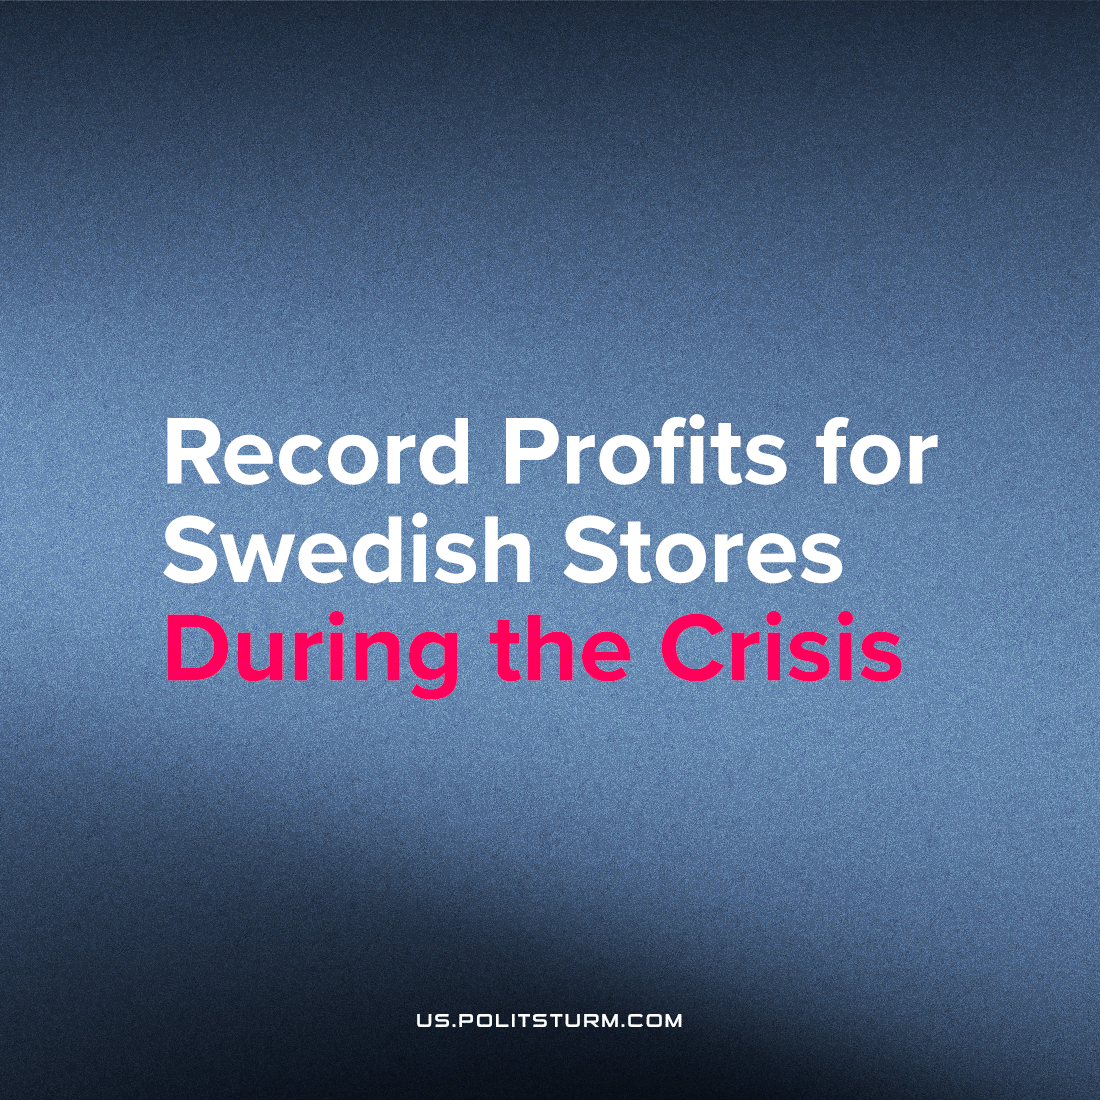 Record Profits for
Swedish Stores
During the Crisis
US.POLITSTURM.COM